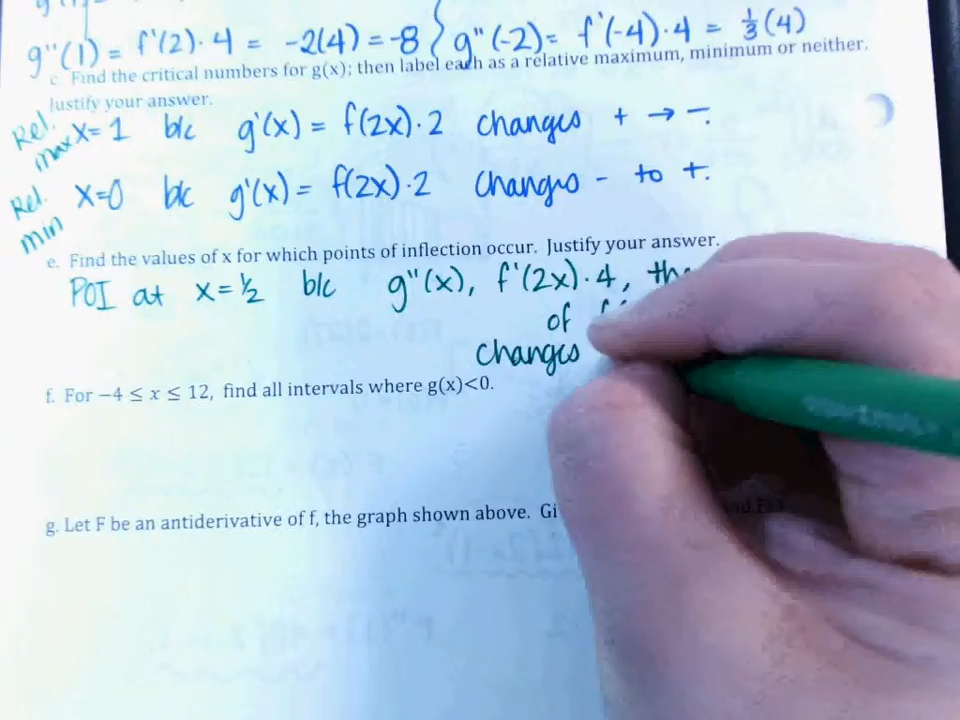 g''(1) = f'(2)·4 = -2(4) = -8 } g''(-2) = f'(-4)·4 = 1/3 (4)
c. Find the critical numbers for g(x); then label each as a relative maximum, minimum or neither.
Justify your answer.
Rel. max x=1 b/c g'(x) = f(2x)·2 changes + → -.
Rel. min x=0 b/c g'(x) = f(2x)·2 changes - to +.
e. Find the values of x for which points of inflection occur. Justify your answer.
POI at x=½ b/c g''(x), f'(2x)·4,
of
changes
f. For −4 ≤ x ≤ 12, find all intervals where g(x)<0.
g. Let F be an antiderivative of f, the graph shown above.